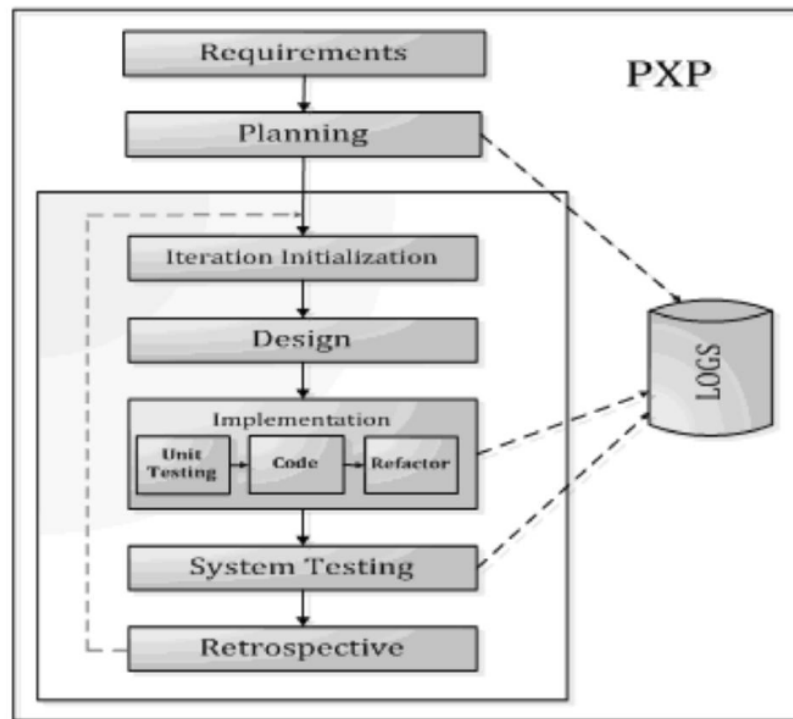 Requirements
PXP
Planning
Iteration Initialization
Design
Implementation
Unit
Testing
Code
Refactor
LOGS
System Testing
Retrospective